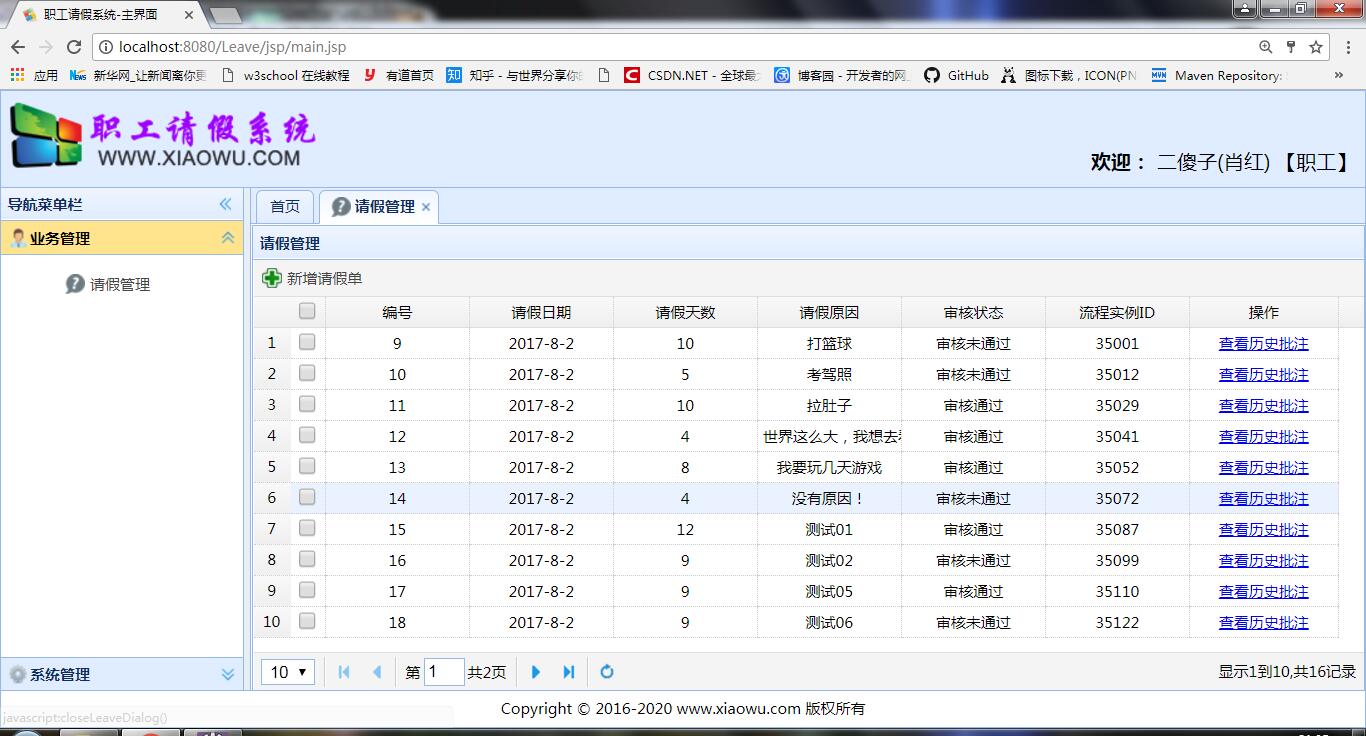 职工请假系统-主界面
localhost:8080/Leave/jsp/main.jsp
应用 News 新华网_让新闻离你更 w3school 在线教程 y 有道首页 知 知乎 - 与世界分享你 C CSDN.NET - 全球最 博客园 - 开发者的网 GitHub 图标下载，ICON(PN MVN Maven Repository: »
职工请假系统
WWW.XIAOWU.COM
欢迎： 二傻子(肖红) 【职工】
导航菜单栏
首页 请假管理
业务管理
请假管理
请假管理
新增请假单
编号 请假日期 请假天数 请假原因 审核状态 流程实例ID 操作
1 9 2017-8-2 10 打篮球 审核未通过 35001 查看历史批注
2 10 2017-8-2 5 考驾照 审核未通过 35012 查看历史批注
3 11 2017-8-2 10 拉肚子 审核通过 35029 查看历史批注
4 12 2017-8-2 4 世界这么大，我想去 审核通过 35041 查看历史批注
5 13 2017-8-2 8 我要玩几天游戏 审核通过 35052 查看历史批注
6 14 2017-8-2 4 没有原因！ 审核未通过 35072 查看历史批注
7 15 2017-8-2 12 测试01 审核通过 35087 查看历史批注
8 16 2017-8-2 9 测试02 审核未通过 35099 查看历史批注
9 17 2017-8-2 9 测试05 审核未通过 35110 查看历史批注
10 18 2017-8-2 9 测试06 审核未通过 35122 查看历史批注
系统管理
10 第 1 共2页 显示1到10,共16记录
Copyright © 2016-2020 www.xiaowu.com 版权所有
javascript:closeLeaveDialog()